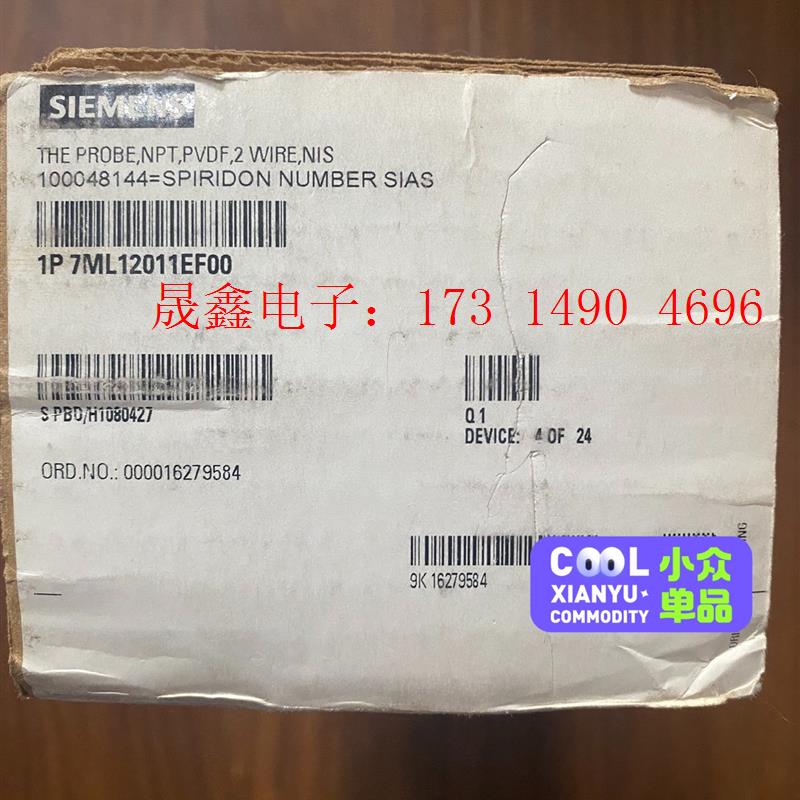 SIEMENS
THE PROBE,NPT,PVDF,2 WIRE,NIS
100048144=SPIRIDON NUMBER SIAS
1P 7ML12011EF00
晟鑫电子：173 1490 4696
S PBD/H1080427
Q 1
DEVICE: 4 OF 24
ORD.NO.: 000016279584
9K 16279584
COOL
XIANYU
COMMODITY
小众
单品